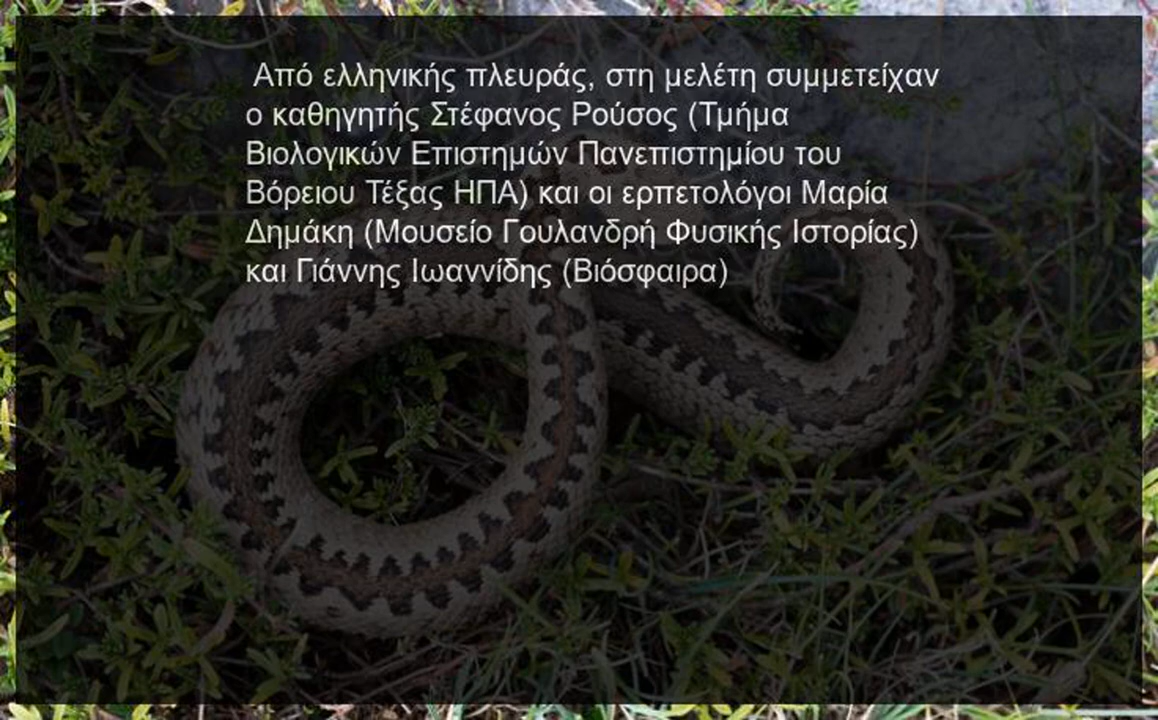 Από ελληνικής πλευράς, στη μελέτη συμμετείχαν
ο καθηγητής Στέφανος Ρούσος (Τμήμα
Βιολογικών Επιστημών Πανεπιστημίου του
Βόρειου Τέξας ΗΠΑ) και οι ερπετολόγοι Μαρία
Δημάκη (Μουσείο Γουλανδρή Φυσικής Ιστορίας)
και Γιάννης Ιωαννίδης (Βιόσφαιρα)